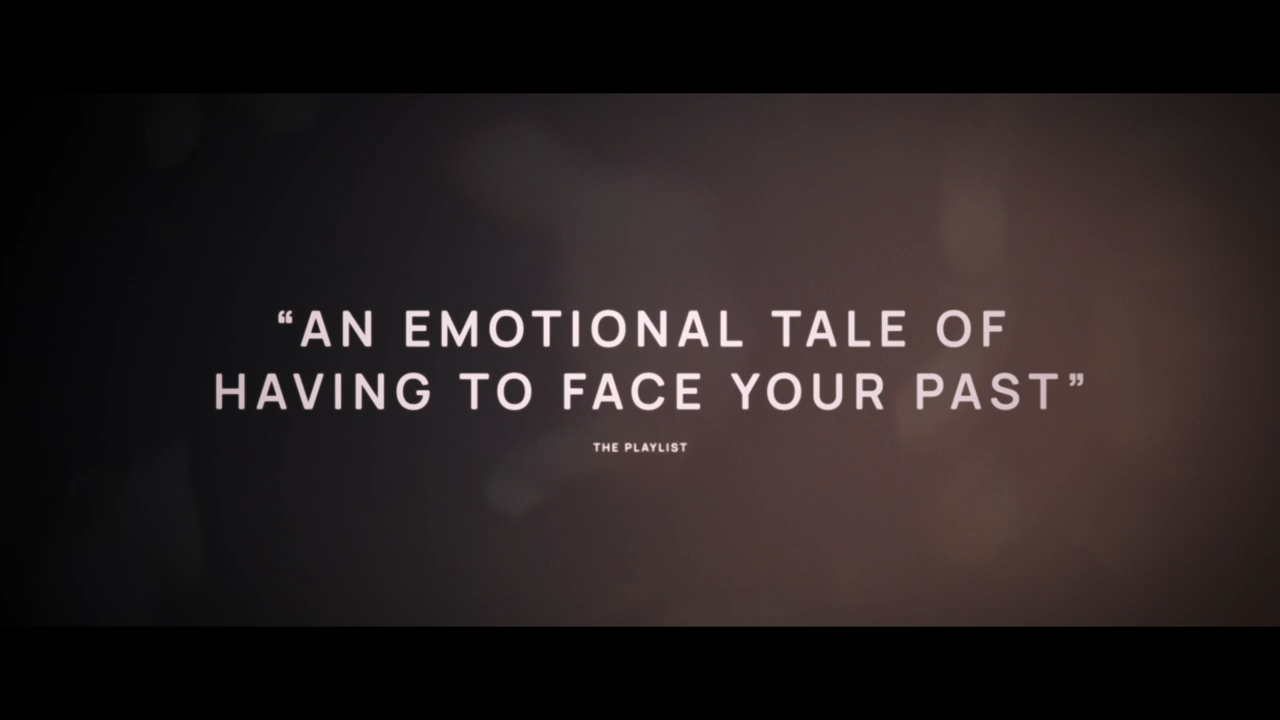 “AN EMOTIONAL TALE OF
HAVING TO FACE YOUR PAST”
THE PLAYLIST